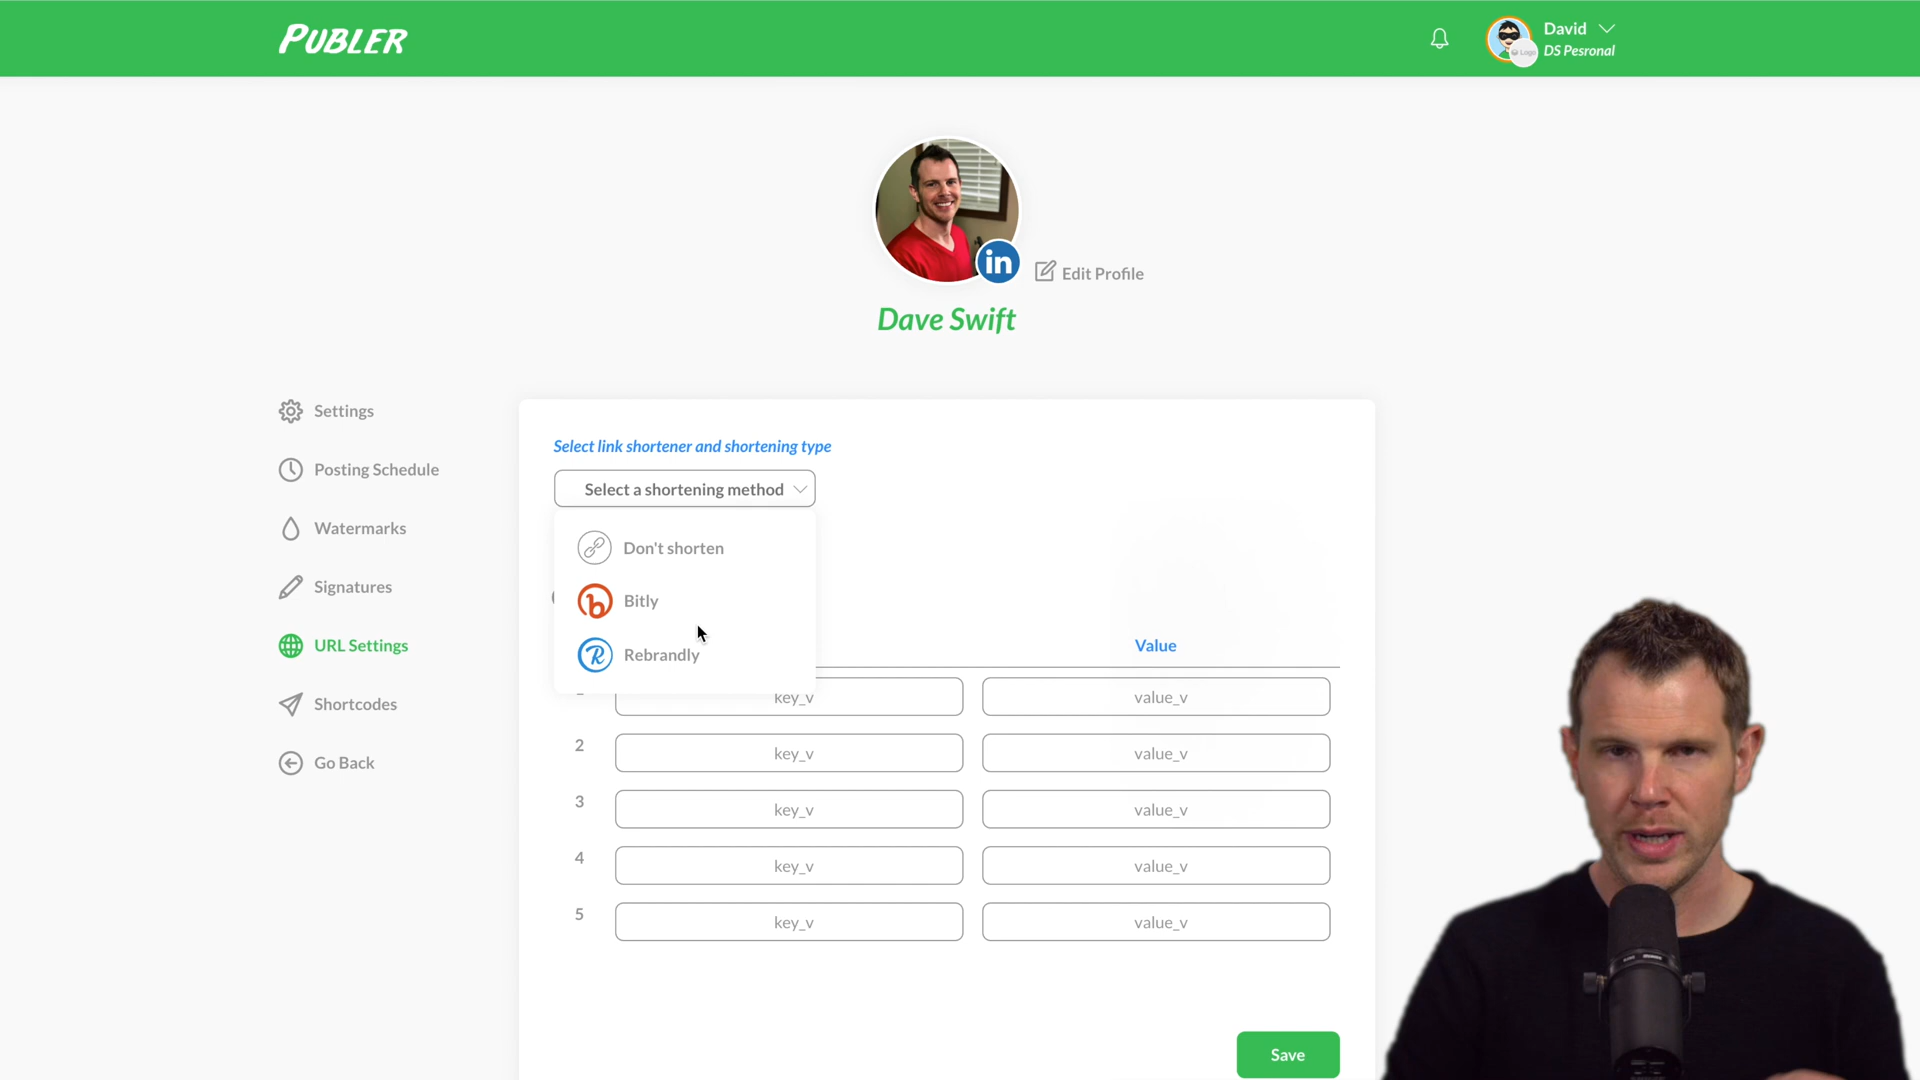 PUBLER
David
DS Pesronal
Logo
in
Edit Profile
Dave Swift
Settings
Posting Schedule
Watermarks
Signatures
URL Settings
Shortcodes
Go Back
Select link shortener and shortening type
Select a shortening method
Don't shorten
b Bitly
R Rebrandly
Value
key_v value_v
2 key_v value_v
3 key_v value_v
4 key_v value_v
5 key_v value_v
Save